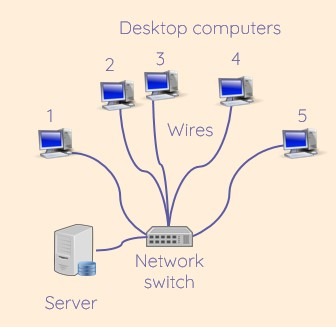 Desktop computers
1
2
3
4
5
Wires
Network
switch
Server